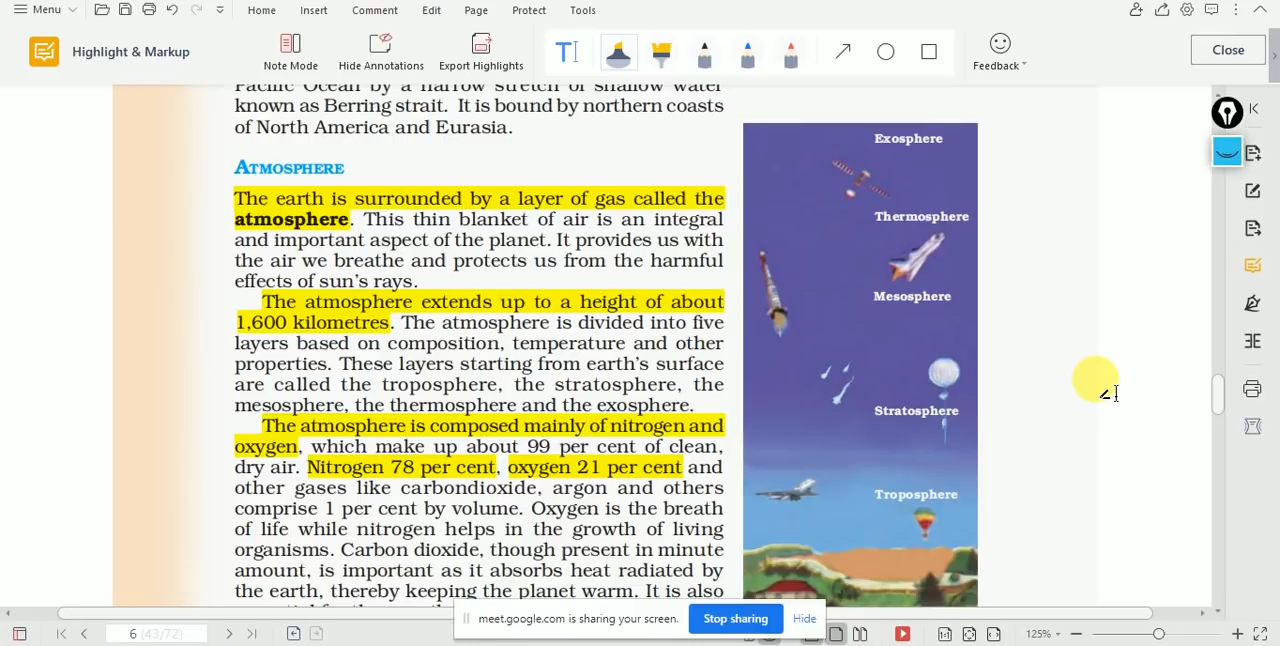 Menu
Home Insert Comment Edit Page Protect Tools
Highlight & Markup
Note Mode
Hide Annotations
Export Highlights
Feedback
Close
Pacific Ocean by a narrow stretch of shallow water
known as Berring strait. It is bound by northern coasts
of North America and Eurasia.
ATMOSPHERE
The earth is surrounded by a layer of gas called the
atmosphere. This thin blanket of air is an integral
and important aspect of the planet. It provides us with
the air we breathe and protects us from the harmful
effects of sun's rays.
The atmosphere extends up to a height of about
1,600 kilometres. The atmosphere is divided into five
layers based on composition, temperature and other
properties. These layers starting from earth's surface
are called the troposphere, the stratosphere, the
mesosphere, the thermosphere and the exosphere.
The atmosphere is composed mainly of nitrogen and
oxygen, which make up about 99 per cent of clean,
dry air. Nitrogen 78 per cent, oxygen 21 per cent and
other gases like carbondioxide, argon and others
comprise 1 per cent by volume. Oxygen is the breath
of life while nitrogen helps in the growth of living
organisms. Carbon dioxide, though present in minute
amount, is important as it absorbs heat radiated by
the earth, thereby keeping the planet warm. It is also
Exosphere
Thermosphere
Mesosphere
Stratosphere
Troposphere
meet.google.com is sharing your screen.
Stop sharing
Hide
6 (43/72)
125%